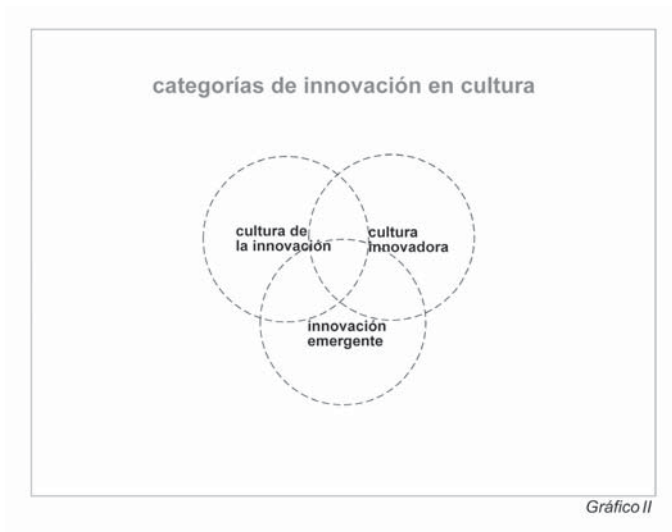 categorías de innovación en cultura
cultura de
la innovación
cultura
innovadora
innovación
emergente
Gráfico II